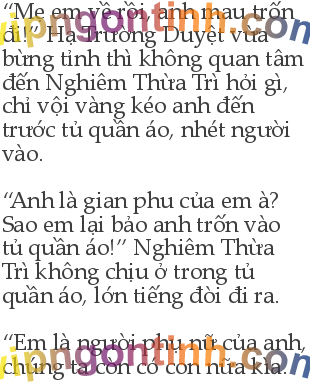 “Mẹ em về rồi, anh mau trốn
đi!” Hạ Trường Duyệt vừa
bừng tỉnh thì không quan tâm
đến Nghiêm Thừa Trì hỏi gì,
chỉ vội vàng kéo anh đến
trước tủ quần áo, nhét người
vào.
“Anh là gian phu của em à?
Sao em lại bảo anh trốn vào
tủ quần áo!” Nghiêm Thừa
Trì không chịu ở trong tủ
quần áo, lớn tiếng đòi đi ra.
“Em là người phụ nữ của anh,
chúng ta còn có con nữa kìa.